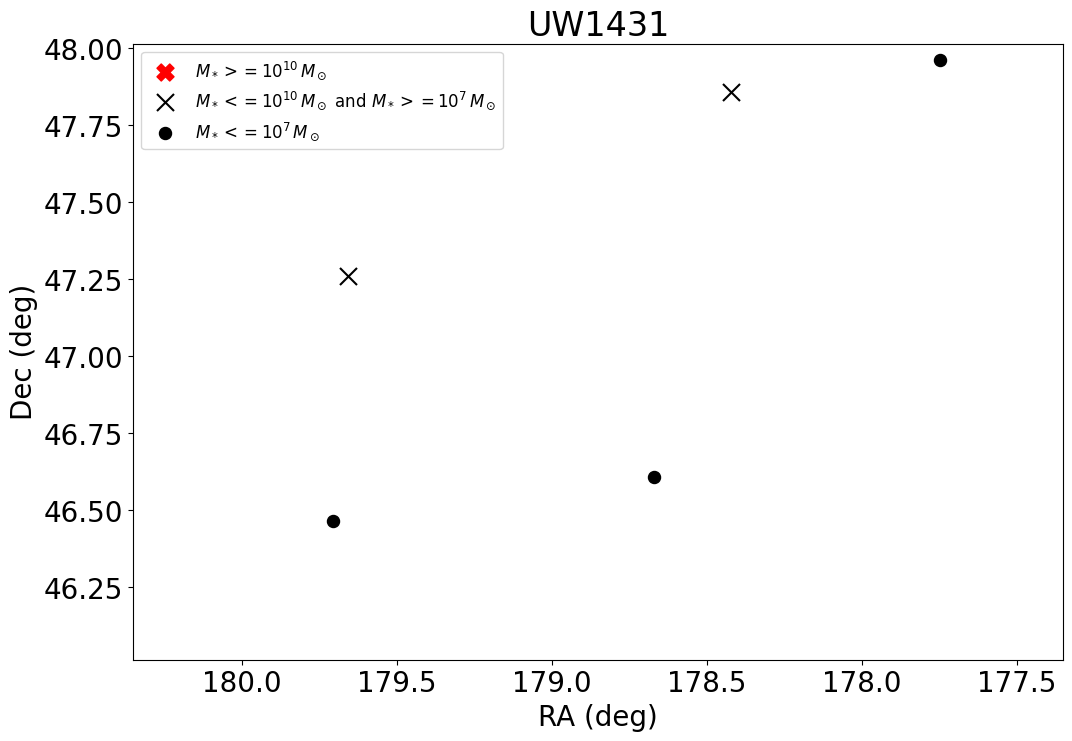 UW1431
48.00
47.75
47.50
47.25
47.00
46.75
46.50
46.25
Dec (deg)
M* >= 10^10 M⊙
M* <= 10^10 M⊙ and M* >= 10^7 M⊙
M* <= 10^7 M⊙
180.0 179.5 179.0 178.5 178.0 177.5
RA (deg)